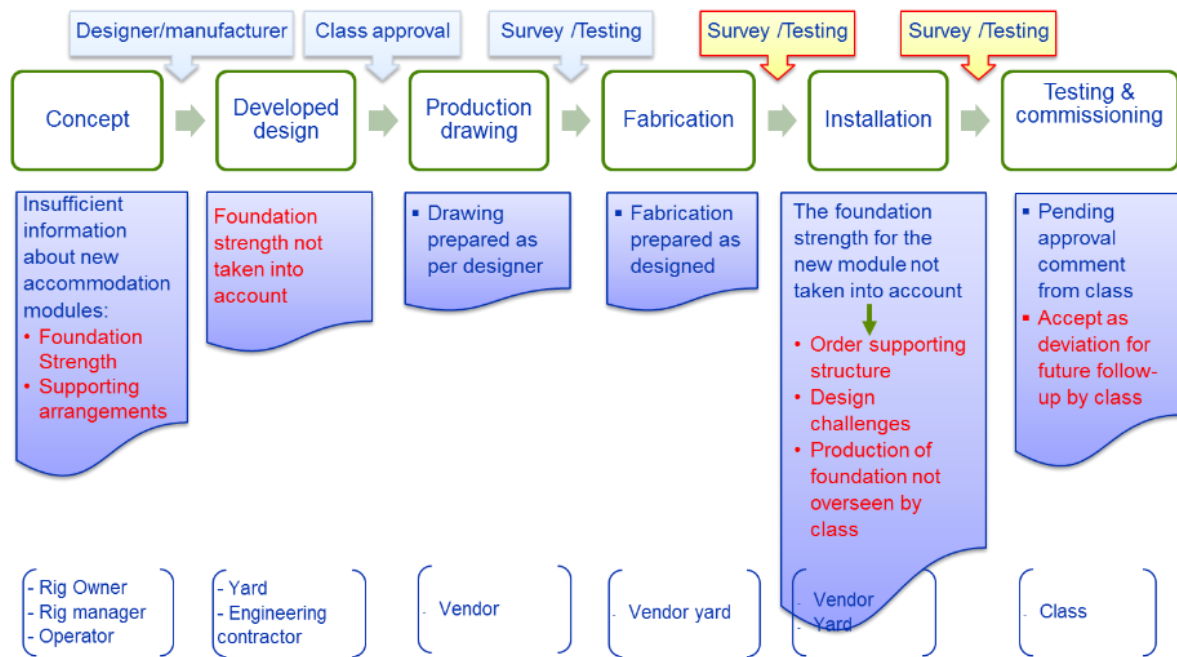 Designer/manufacturer
Class approval
Survey /Testing
Survey /Testing
Survey /Testing
Concept
Developed
design
Production
drawing
Fabrication
Installation
Testing &
commissioning
Insufficient
information
about new
accommodation
modules:
• Foundation
Strength
• Supporting
arrangements
Foundation
strength not
taken into
account
▪ Drawing
prepared as
per designer
▪ Fabrication
prepared as
designed
The foundation
strength for the
new module not
taken into account
• Order supporting
structure
• Design
challenges
• Production of
foundation not
overseen by
class
▪ Pending
approval
comment
from class
▪ Accept as
deviation for
future follow-
up by class
- Rig Owner
- Rig manager
- Operator
- Yard
- Engineering
contractor
- Vendor
- Vendor yard
- Vendor
- Yard
- Class